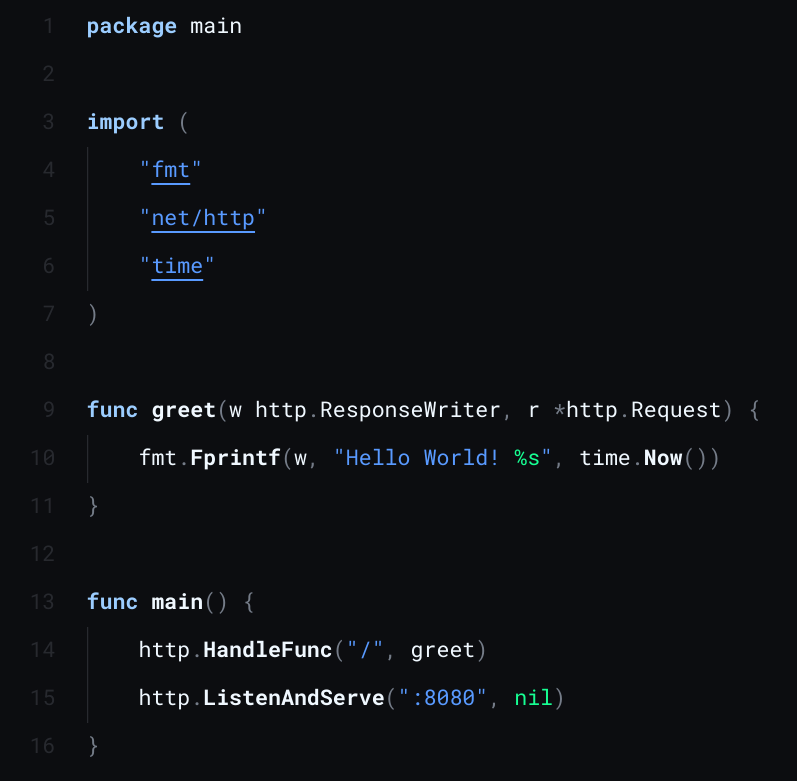 1 package main
2
3 import (
4     "fmt"
5     "net/http"
6     "time"
7 )
8
9 func greet(w http.ResponseWriter, r *http.Request) {
10     fmt.Fprintf(w, "Hello World! %s", time.Now())
11 }
12
13 func main() {
14     http.HandleFunc("/", greet)
15     http.ListenAndServe(":8080", nil)
16 }